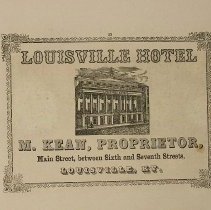 LOUISVILLE HOTEL
M. KEAN, PROPRIETOR,
Main Street, between Sixth and Seventh Streets,
LOUISVILLE, KY.